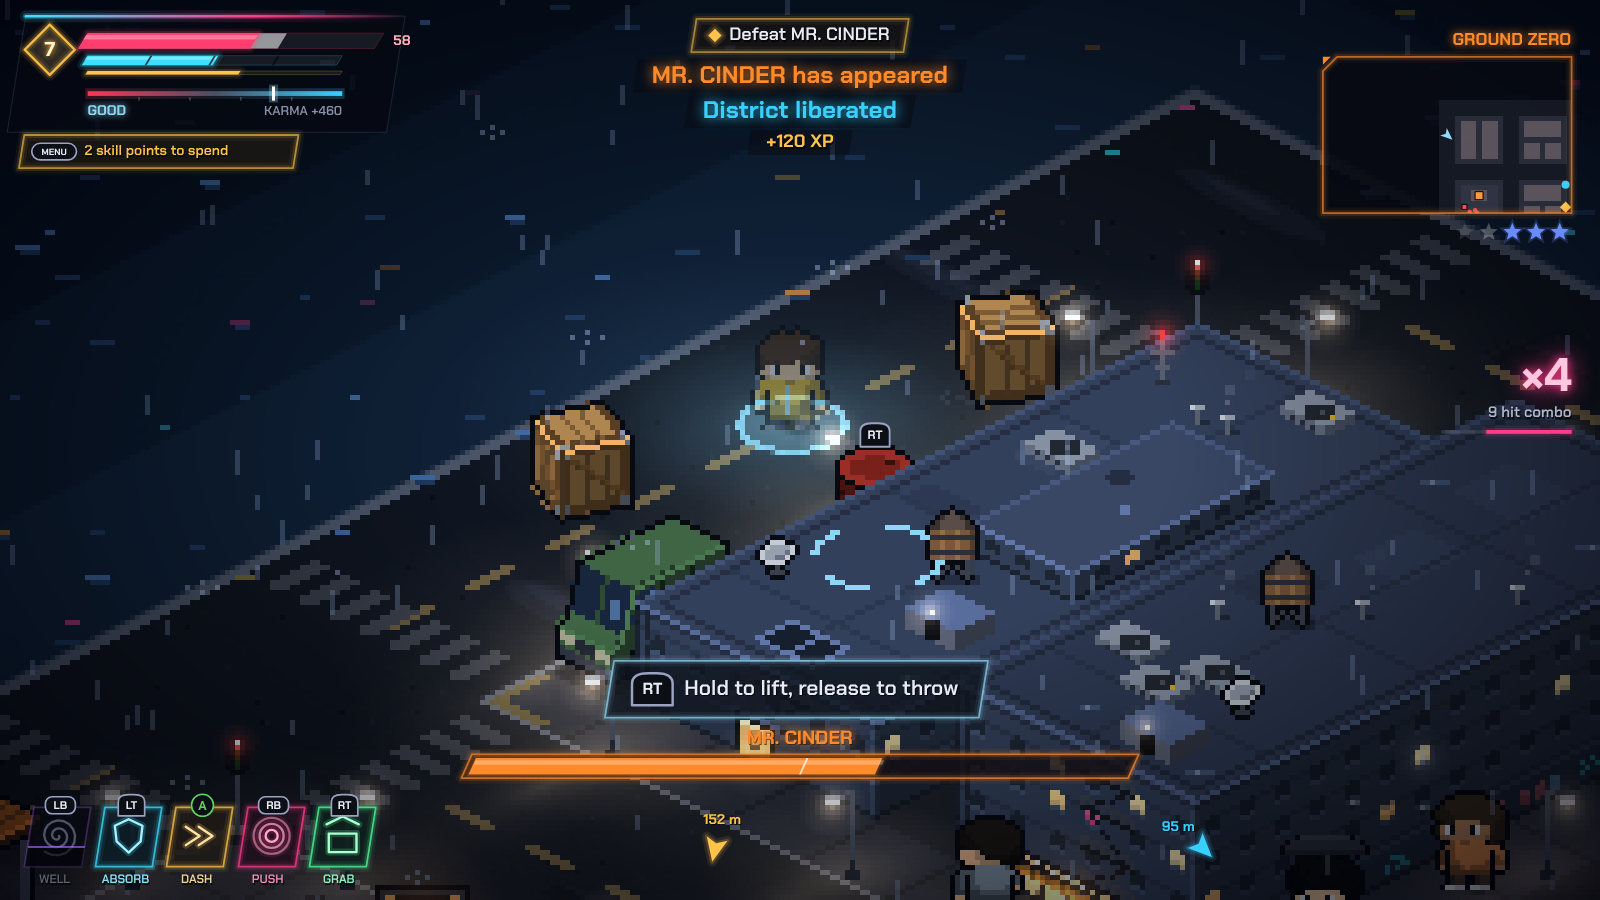 7
58
GOOD
KARMA +460
MENU 2 skill points to spend
Defeat MR. CINDER
MR. CINDER has appeared
District liberated
+120 XP
GROUND ZERO
×4
9 hit combo
RT
RT Hold to lift, release to throw
MR. CINDER
152 m
95 m
LB LT A RB RT
WELL ABSORB DASH PUSH GRAB